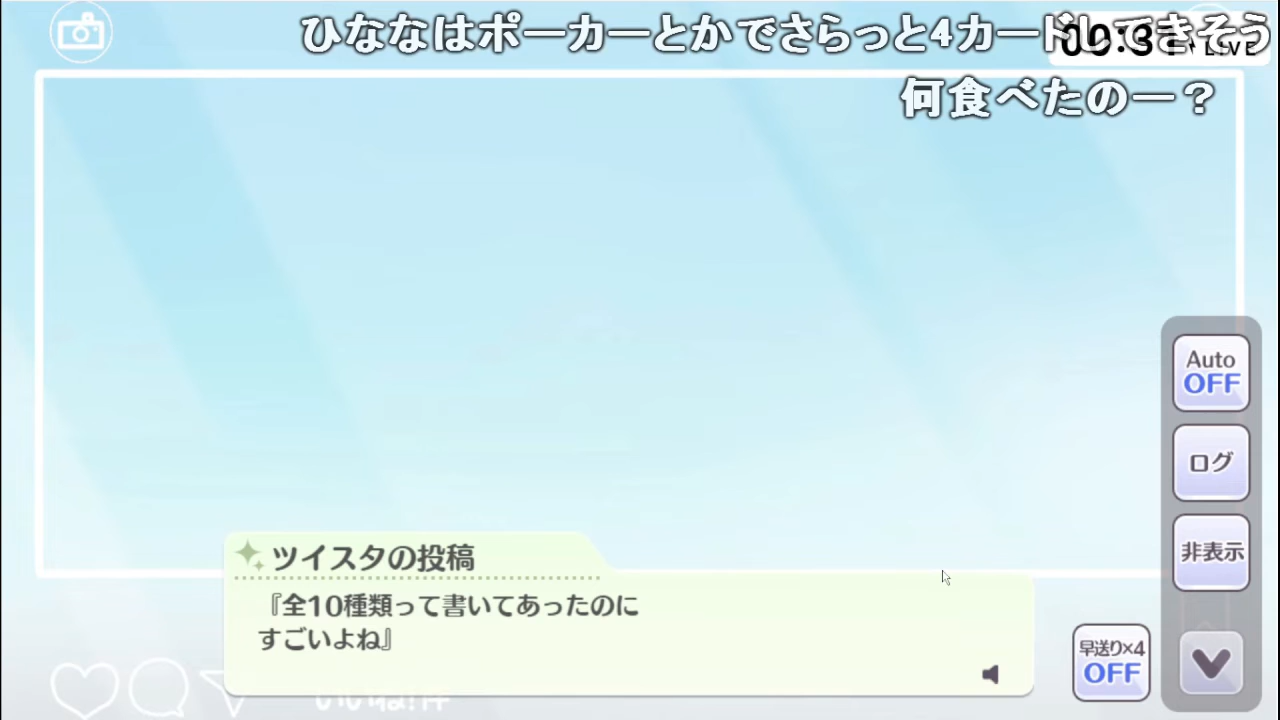 ひななはポーカーとかでさらっと4カードしてきそう
00:31 LIVE
何食べたのー？
Auto
OFF
ログ
非表示
ツイスタの投稿
『全10種類って書いてあったのに
すごいよね』
早送り×4
OFF